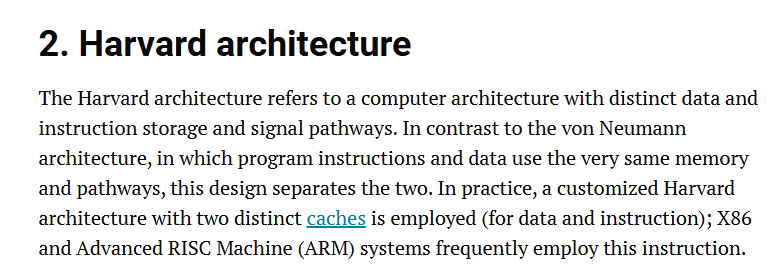 2. Harvard architecture
The Harvard architecture refers to a computer architecture with distinct data and
instruction storage and signal pathways. In contrast to the von Neumann
architecture, in which program instructions and data use the very same memory
and pathways, this design separates the two. In practice, a customized Harvard
architecture with two distinct caches is employed (for data and instruction); X86
and Advanced RISC Machine (ARM) systems frequently employ this instruction.